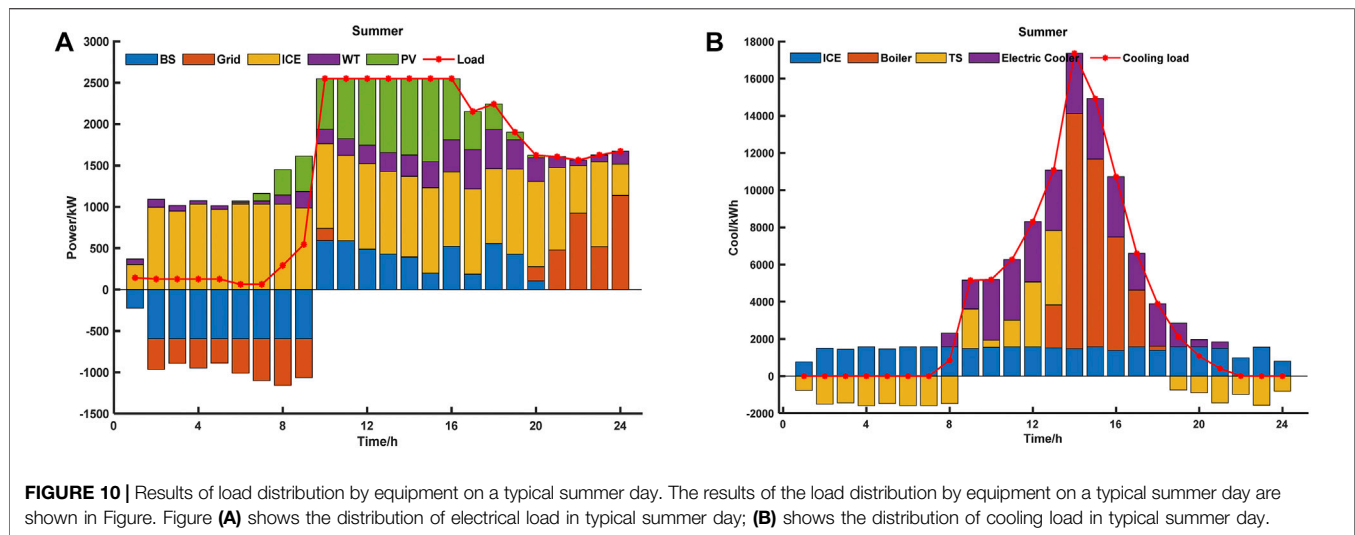 A
Summer
BS Grid ICE WT PV Load
Power/kW
3000
2500
2000
1500
1000
500
0
-500
-1000
-1500
0 4 8 12 16 20 24
Time/h
B
Summer
ICE Boiler TS Electric Cooler Cooling load
Cool/kWh
18000
16000
14000
12000
10000
8000
6000
4000
2000
0
-2000
0 4 8 12 16 20 24
Time/h
FIGURE 10 | Results of load distribution by equipment on a typical summer day. The results of the load distribution by equipment on a typical summer day are
shown in Figure. Figure (A) shows the distribution of electrical load in typical summer day; (B) shows the distribution of cooling load in typical summer day.